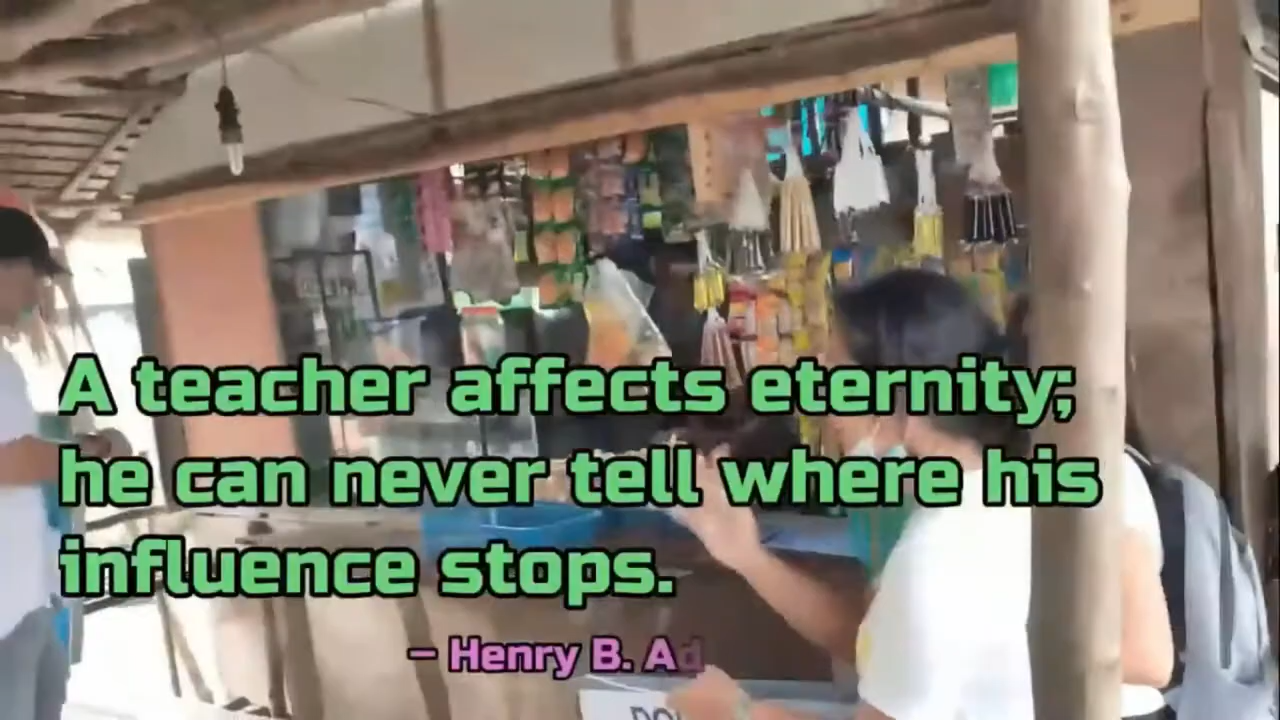 A teacher affects eternity;
he can never tell where his
influence stops.
– Henry B. Ad